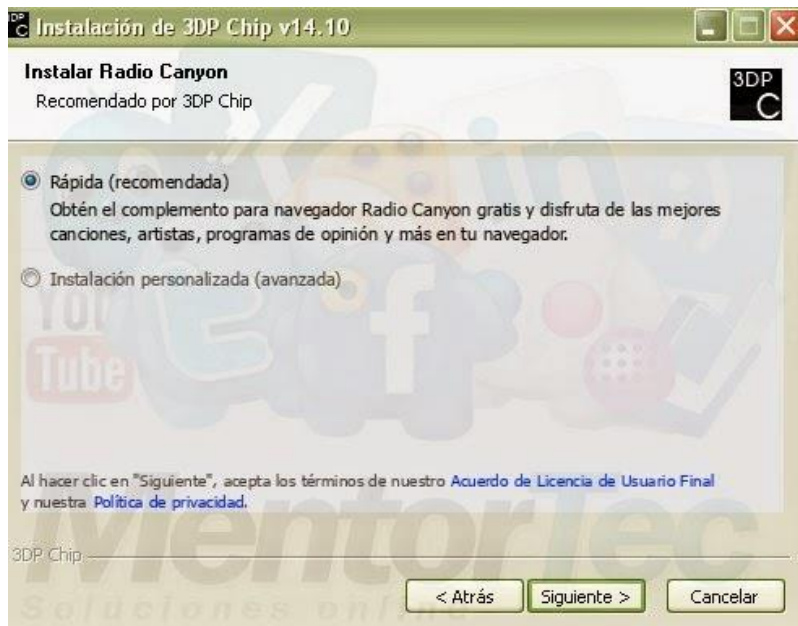 DP
C
Instalación de 3DP Chip v14.10
Instalar Radio Canyon
Recomendado por 3DP Chip
3DP
C
Rápida (recomendada)
Obtén el complemento para navegador Radio Canyon gratis y disfruta de las mejores
canciones, artistas, programas de opinión y más en tu navegador.
Instalación personalizada (avanzada)
You
Tube
f
in
Al hacer clic en "Siguiente", acepta los términos de nuestro Acuerdo de Licencia de Usuario Final
y nuestra Política de privacidad.
MentorTec
3DP Chip
< Atrás
Siguiente >
Cancelar
Soluciones online